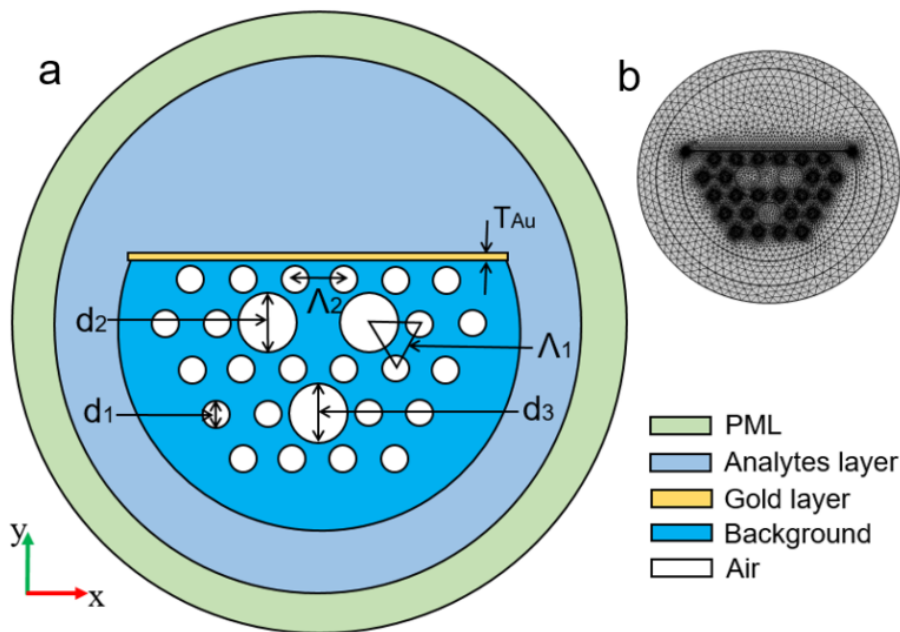 a
b
TAu
Λ2
d2
Λ1
d1
d3
PML
Analytes layer
Gold layer
Background
Air
y
x